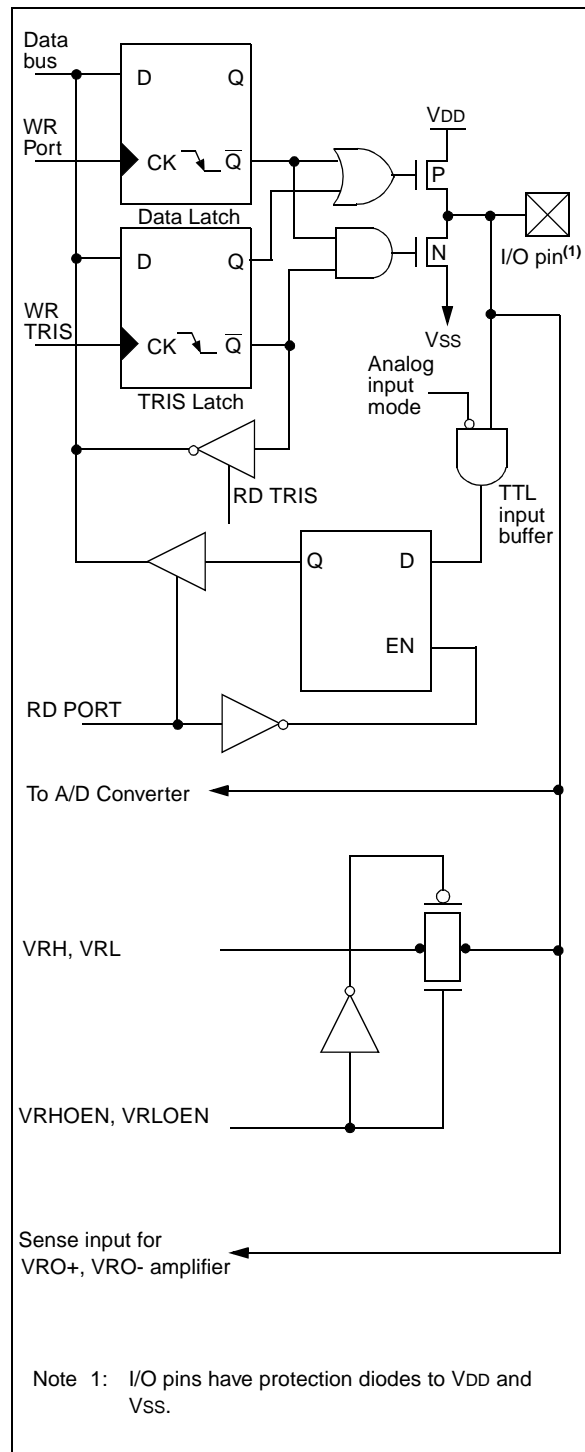 Data
bus
D
Q
WR
Port
CK
Q̅
Data Latch
VDD
P
N
I/O pin(1)
VSS
D
Q
WR
TRIS
CK
Q̅
TRIS Latch
Analog
input
mode
RD TRIS
TTL
input
buffer
Q
D
EN
RD PORT
To A/D Converter
VRH, VRL
VRHOEN, VRLOEN
Sense input for
VRO+, VRO- amplifier
Note 1: I/O pins have protection diodes to VDD and
VSS.